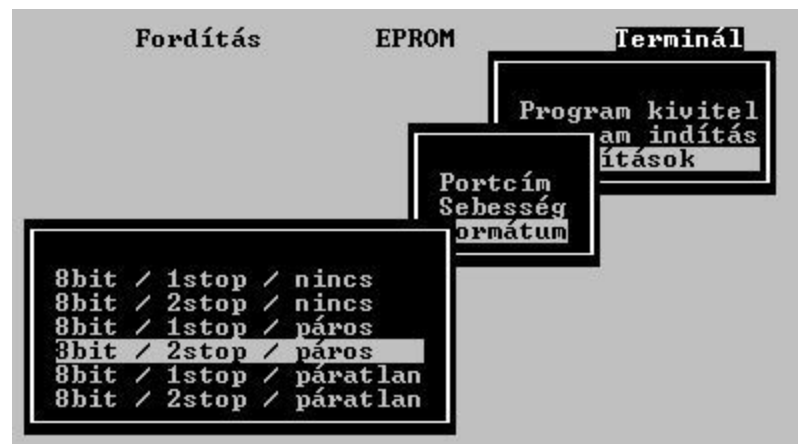 Fordítás EPROM Terminál
Program kivitel
am indítás
ítások
Portcím
Sebesség
ormátum
8bit / 1stop / nincs
8bit / 2stop / nincs
8bit / 1stop / páros
8bit / 2stop / páros
8bit / 1stop / páratlan
8bit / 2stop / páratlan